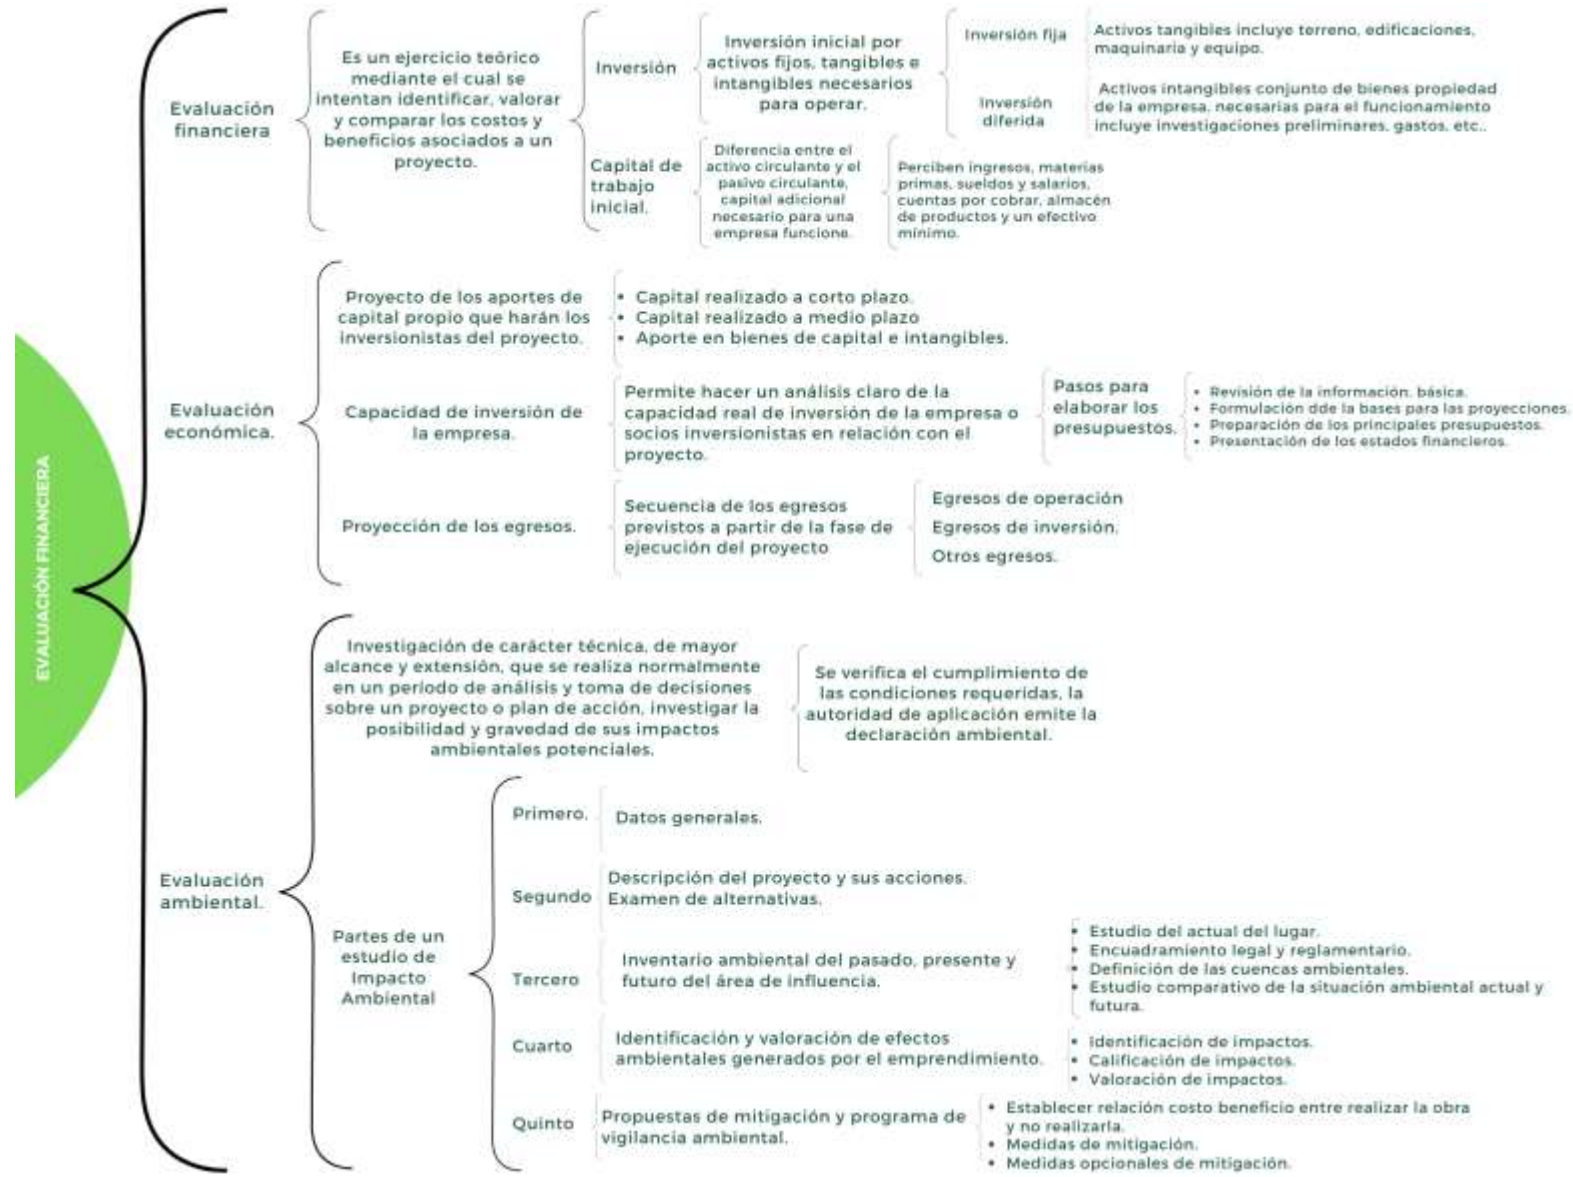 EVALUACIÓN FINANCIERA
Evaluación
financiera
Es un ejercicio teórico
mediante el cual se
intentan identificar, valorar
y comparar los costos y
beneficios asociados a un
proyecto.
Inversión
Inversión inicial por
activos fijos, tangibles e
intangibles necesarios
para operar.
Inversión fija
Activos tangibles incluye terreno, edificaciones,
maquinaria y equipo.
Inversión
diferida
Activos intangibles conjunto de bienes propiedad
de la empresa, necesarias para el funcionamiento
incluye investigaciones preliminares, gastos, etc..
Capital de
trabajo
inicial.
Diferencia entre el
activo circulante y el
pasivo circulante,
capital adicional
necesario para una
empresa funcione.
Perciben ingresos, materias
primas, sueldos y salarios,
cuentas por cobrar, almacén
de productos y un efectivo
mínimo.
Evaluación
económica.
Proyecto de los aportes de
capital propio que harán los
inversionistas del proyecto.
• Capital realizado a corto plazo.
• Capital realizado a medio plazo
• Aporte en bienes de capital e intangibles.
Capacidad de inversión de
la empresa.
Permite hacer un análisis claro de la
capacidad real de inversión de la empresa o
socios inversionistas en relación con el
proyecto.
Pasos para
elaborar los
presupuestos.
• Revisión de la información. básica.
• Formulación dde la bases para las proyecciones.
• Preparación de los principales presupuestos.
• Presentación de los estados financieros.
Proyección de los egresos.
Secuencia de los egresos
previstos a partir de la fase de
ejecución del proyecto
Egresos de operación
Egresos de inversión.
Otros egresos.
Evaluación
ambiental.
Investigación de carácter técnica, de mayor
alcance y extensión, que se realiza normalmente
en un período de análisis y toma de decisiones
sobre un proyecto o plan de acción, investigar la
posibilidad y gravedad de sus impactos
ambientales potenciales.
Se verifica el cumplimiento de
las condiciones requeridas, la
autoridad de aplicación emite la
declaración ambiental.
Partes de un
estudio de
Impacto
Ambiental
Primero.
Datos generales.
Segundo
Descripción del proyecto y sus acciones.
Examen de alternativas.
Tercero
Inventario ambiental del pasado, presente y
futuro del área de influencia.
• Estudio del actual del lugar.
• Encuadramiento legal y reglamentario.
• Definición de las cuencas ambientales.
• Estudio comparativo de la situación ambiental actual y
futura.
Cuarto
Identificación y valoración de efectos
ambientales generados por el emprendimiento.
• Identificación de impactos.
• Calificación de impactos.
• Valoración de impactos.
Quinto
Propuestas de mitigación y programa de
vigilancia ambiental.
• Establecer relación costo beneficio entre realizar la obra
y no realizarla.
• Medidas de mitigación.
• Medidas opcionales de mitigación.